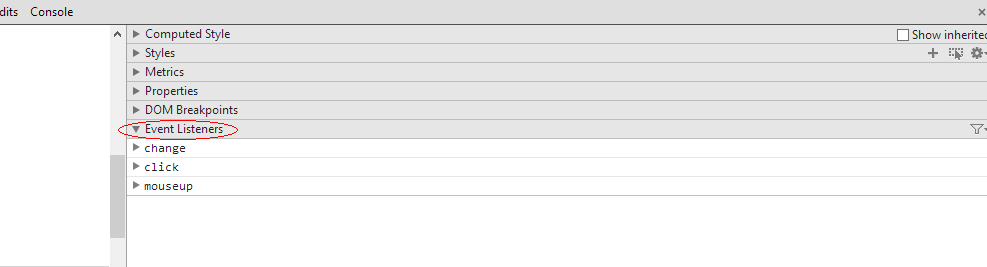 dits Console
Computed Style Show inherited
Styles
Metrics
Properties
DOM Breakpoints
Event Listeners
change
click
mouseup